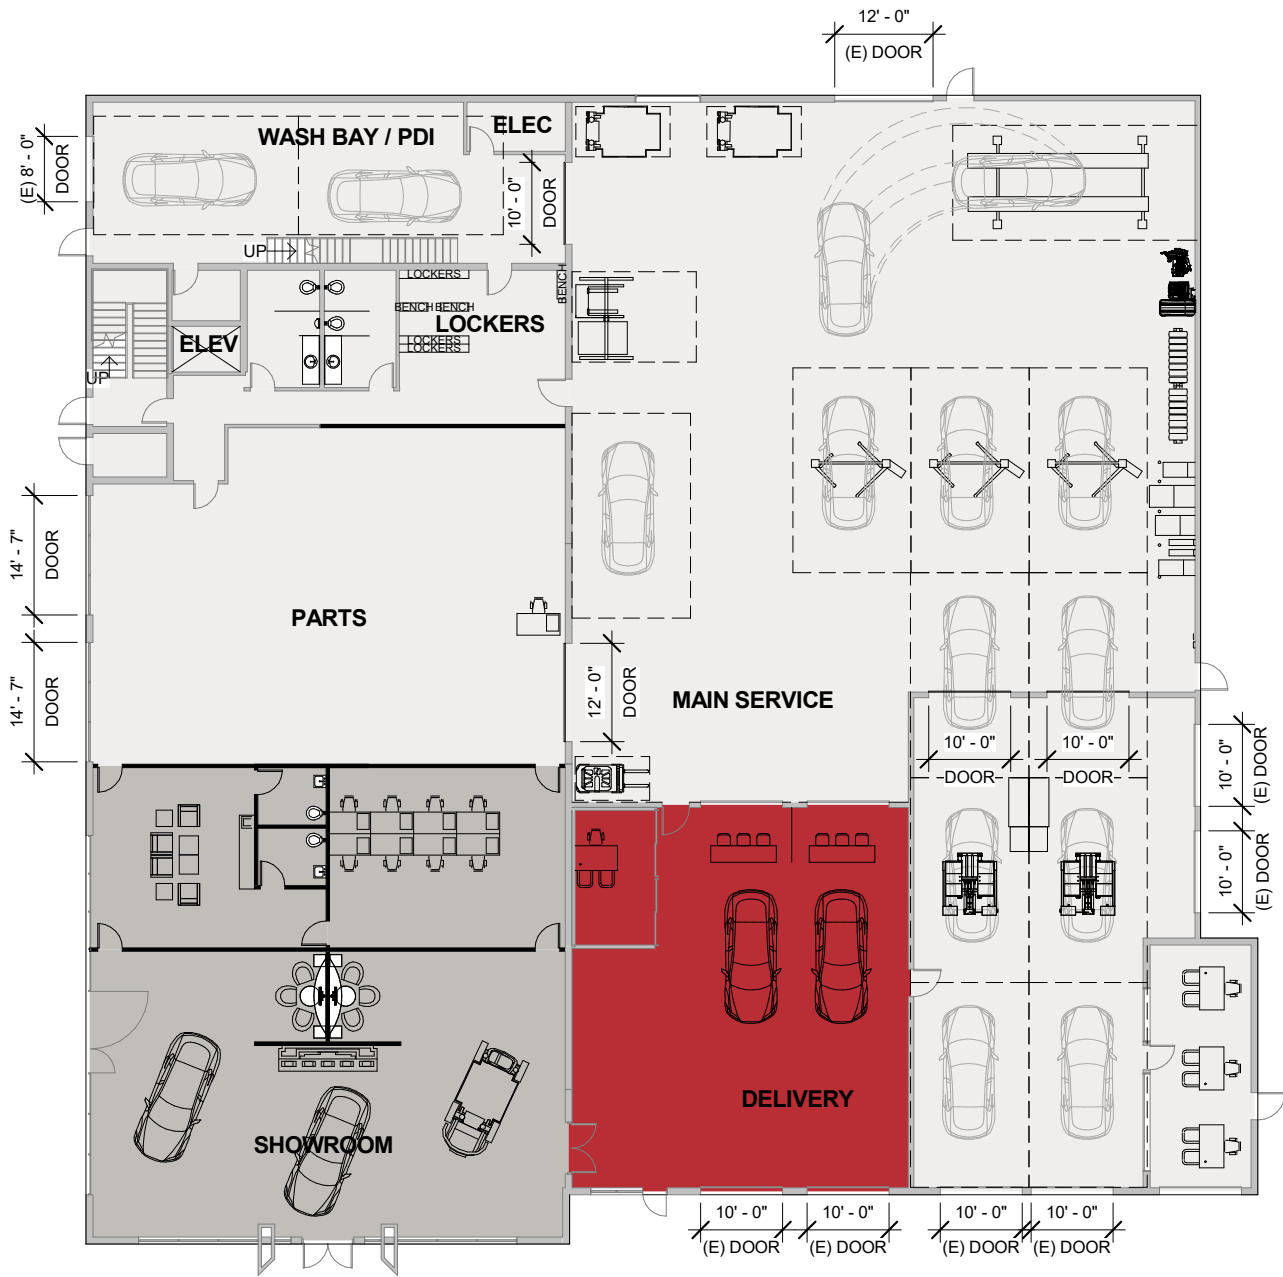 12' - 0"
(E) DOOR
WASH BAY / PDI
ELEC
(E) 8' - 0"
DOOR
10' - 0"
DOOR
UP
LOCKERS
BENCH
BENCH
BENCH
LOCKERS
LOCKERS
LOCKERS
ELEV
UP
14' - 7"
DOOR
PARTS
14' - 7"
DOOR
12' - 0"
DOOR
MAIN SERVICE
10' - 0"
DOOR
10' - 0"
DOOR
10' - 0"
(E) DOOR
10' - 0"
(E) DOOR
DELIVERY
SHOWROOM
10' - 0"
(E) DOOR
10' - 0"
(E) DOOR
10' - 0"
(E) DOOR
10' - 0"
(E) DOOR